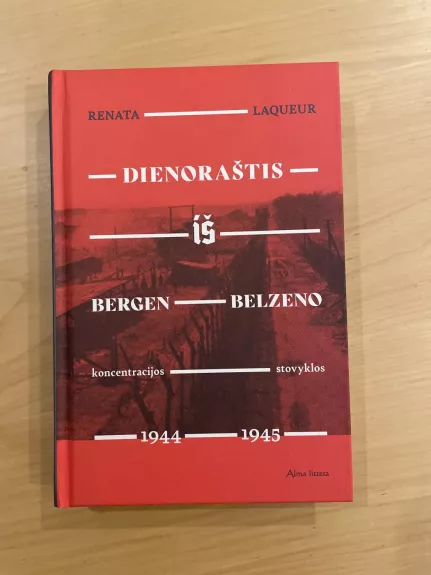 RENATA LAQUEUR
DIENORAŠTIS
iš
BERGEN BELZENO
koncentracijos stovyklos
1944 1945
Alma littera